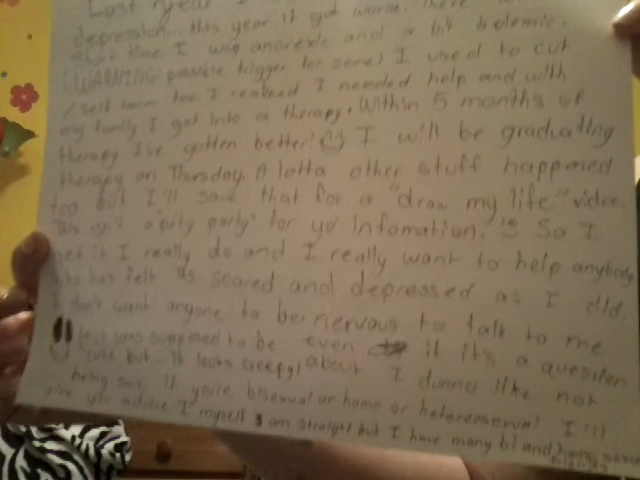 Last year I
depression... this year it got worse. There
time I was anorexic and a bit bolemic.
(WARNING: possible trigger for some) I used to cut
/ self harm too. I realized I needed help and with
my family I got into a therapy. Within 5 months of
therapy I've gotten better! I will be graduating
therapy on Thursday. A lotta other stuff happened
too but I'll save that for a "draw my life" video.
This isn't a "pity party" for yo' infomation. So I
get it I really do and I really want to help anybody
who has felt as scared and depressed as I did.
I don't want anyone to be nervous to talk to me
(it was supposed to be even if it's a question
cute but... it looks creepy) about I dunno like not
being sure if you're bisexual or homo or heterosexual I'll
give you advice I myself am straight but I have many bi and
friends